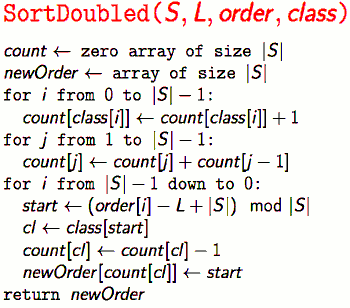 SortDoubled(S, L, order, class)
count ← zero array of size |S|
newOrder ← array of size |S|
for i from 0 to |S| − 1:
count[class[i]] ← count[class[i]] + 1
for j from 1 to |S| − 1:
count[j] ← count[j] + count[j − 1]
for i from |S| − 1 down to 0:
start ← (order[i] − L + |S|) mod |S|
cl ← class[start]
count[cl] ← count[cl] − 1
newOrder[count[cl]] ← start
return newOrder